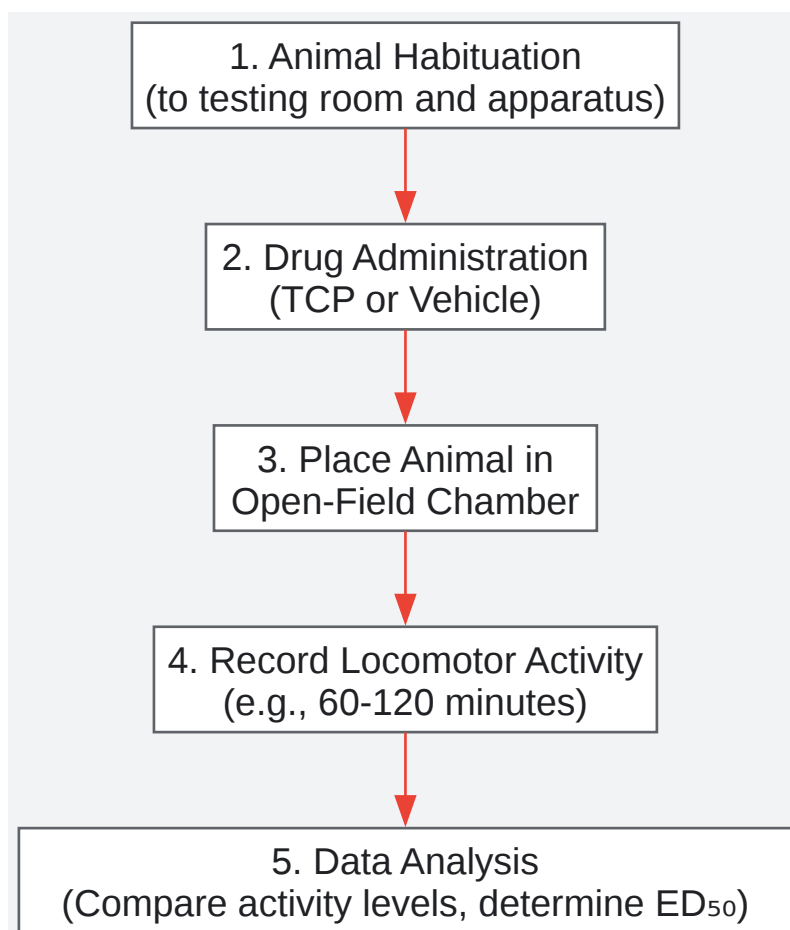 1. Animal Habituation
(to testing room and apparatus)
2. Drug Administration
(TCP or Vehicle)
3. Place Animal in
Open-Field Chamber
4. Record Locomotor Activity
(e.g., 60-120 minutes)
5. Data Analysis
(Compare activity levels, determine ED₅₀)